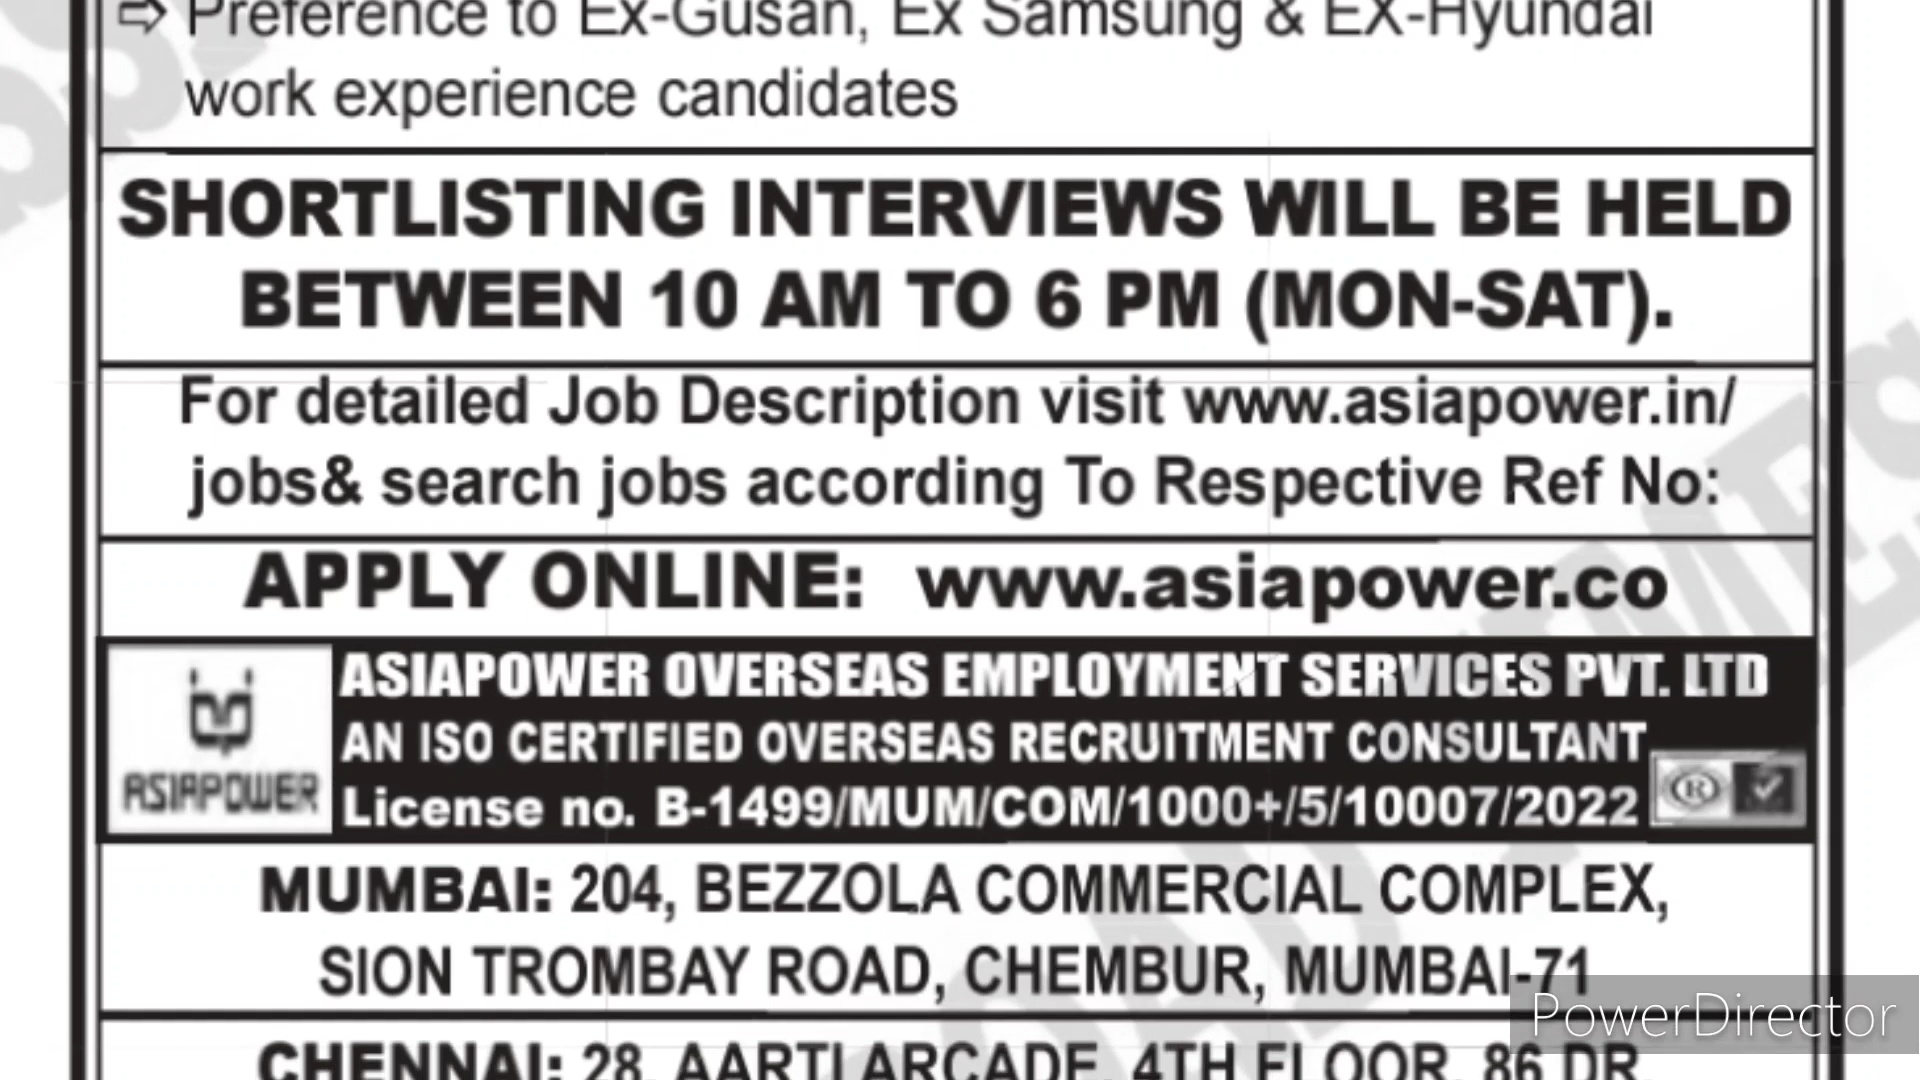 ⇨ Preference to Ex-Gusan, Ex Samsung & EX-Hyundai
work experience candidates
SHORTLISTING INTERVIEWS WILL BE HELD
BETWEEN 10 AM TO 6 PM (MON-SAT).
For detailed Job Description visit www.asiapower.in/
jobs& search jobs according To Respective Ref No:
APPLY ONLINE: www.asiapower.co
ASIAPOWER
ASIAPOWER OVERSEAS EMPLOYMENT SERVICES PVT. LTD
AN ISO CERTIFIED OVERSEAS RECRUITMENT CONSULTANT
License no. B-1499/MUM/COM/1000+/5/10007/2022
MUMBAI: 204, BEZZOLA COMMERCIAL COMPLEX,
SION TROMBAY ROAD, CHEMBUR, MUMBAI-71
CHENNAI: 28, AARTI ARCADE, 4TH FLOOR, 86 DR.
PowerDirector